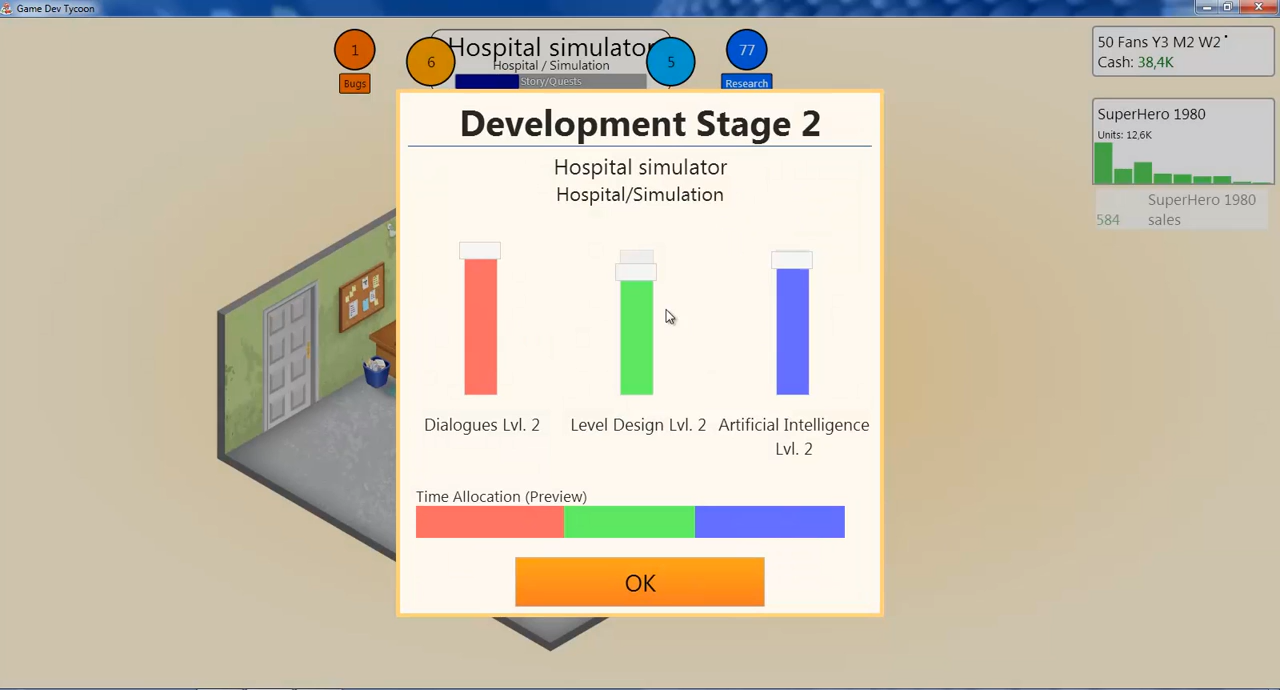 Game Dev Tycoon
1
Bugs
6
Hospital simulator
Hospital / Simulation
Story/Quests
5
77
Research
50 Fans Y3 M2 W2
Cash: 38,4K
SuperHero 1980
Units: 12,6K
584
SuperHero 1980
sales
Development Stage 2
Hospital simulator
Hospital/Simulation
Dialogues Lvl. 2
Level Design Lvl. 2
Artificial Intelligence
Lvl. 2
Time Allocation (Preview)
OK